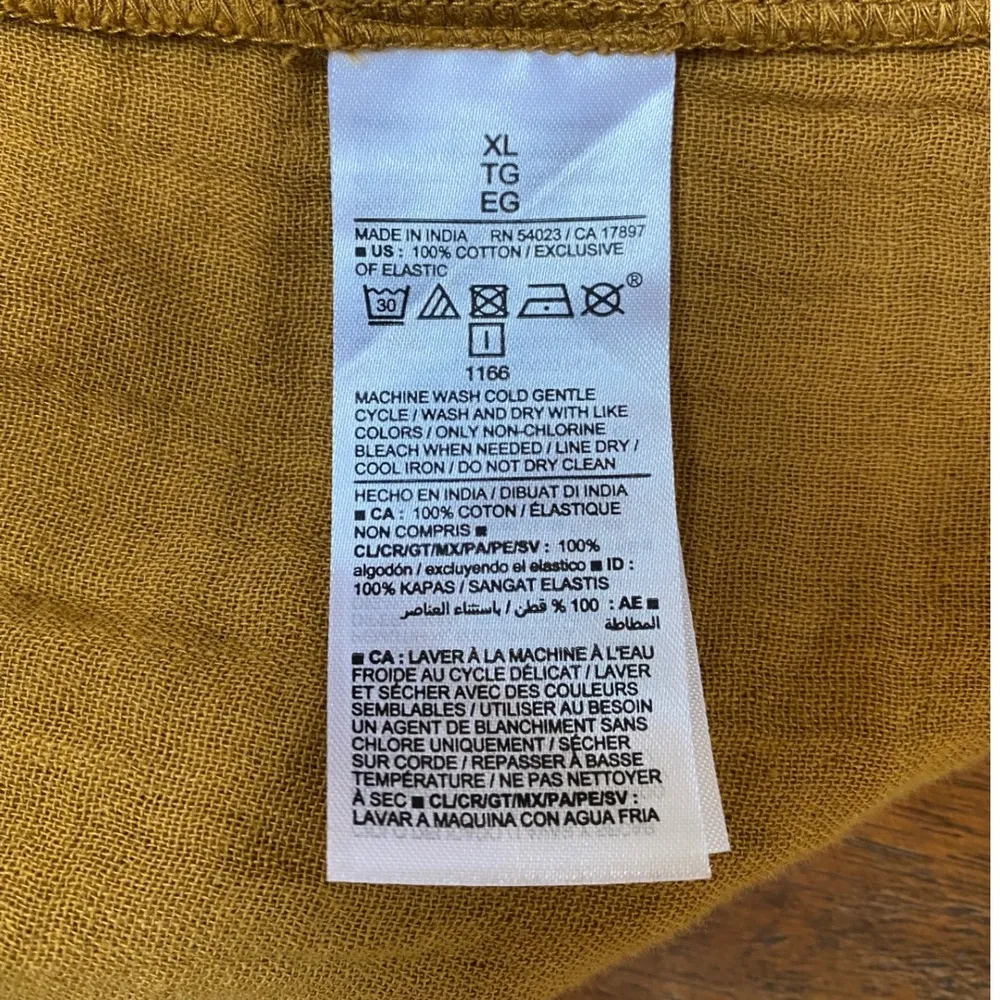 XL
TG
EG
MADE IN INDIA RN 54023 / CA 17897
■ US : 100% COTTON / EXCLUSIVE
OF ELASTIC
30
®
1166
MACHINE WASH COLD GENTLE
CYCLE / WASH AND DRY WITH LIKE
COLORS / ONLY NON-CHLORINE
BLEACH WHEN NEEDED / LINE DRY /
COOL IRON / DO NOT DRY CLEAN
HECHO EN INDIA / DIBUAT DI INDIA
■ CA : 100% COTON / ÉLASTIQUE
NON COMPRIS ■
CL/CR/GT/MX/PA/PE/SV : 100%
algodón / excluyendo el elastico ■ ID :
100% KAPAS / SANGAT ELASTIS
■ AE : 100 % قطن / باستثناء العناصر
المطاطة
■ CA : LAVER À LA MACHINE À L'EAU
FROIDE AU CYCLE DÉLICAT / LAVER
ET SÉCHER AVEC DES COULEURS
SEMBLABLES / UTILISER AU BESOIN
UN AGENT DE BLANCHIMENT SANS
CHLORE UNIQUEMENT / SÉCHER
SUR CORDE / REPASSER À BASSE
TEMPÉRATURE / NE PAS NETTOYER
À SEC ■ CL/CR/GT/MX/PA/PE/SV :
LAVAR A MAQUINA CON AGUA FRIA